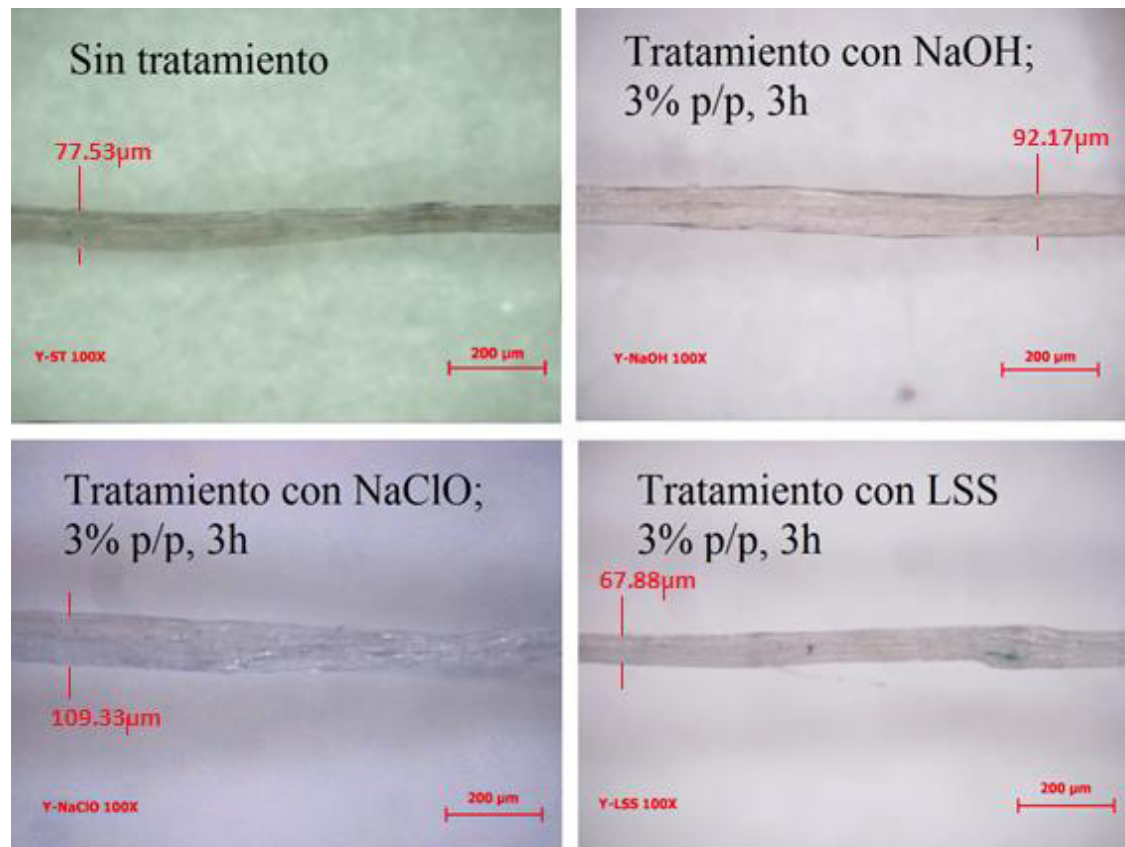 Sin tratamiento
77.53µm
Y-ST 100X
200 µm
Tratamiento con NaOH;
3% p/p, 3h
92.17µm
Y-NaOH 100X
200 µm
Tratamiento con NaClO;
3% p/p, 3h
109.33µm
Y-NaClO 100X
200 µm
Tratamiento con LSS
3% p/p, 3h
67.88µm
Y-LSS 100X
200 µm